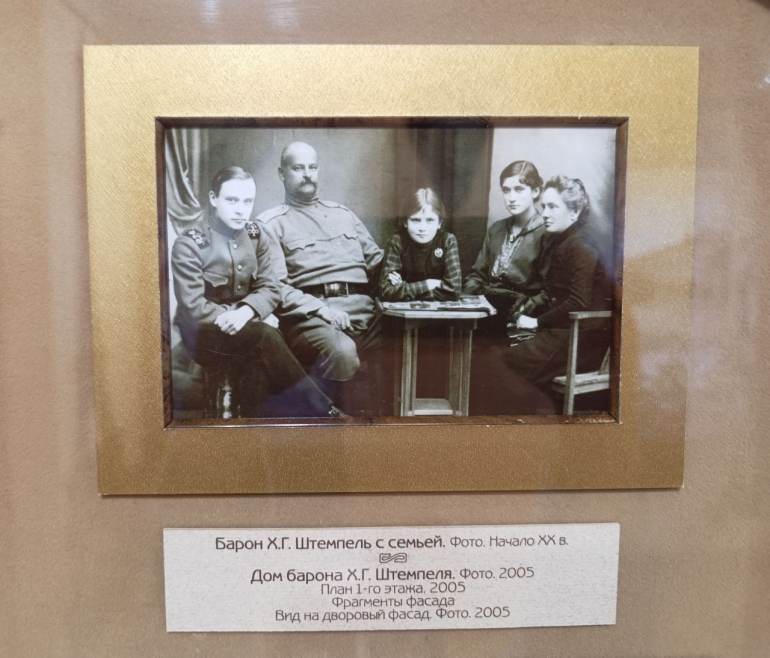 Барон Х.Г. Штемпель с семьей. Фото. Начало XX в.
Дом барона Х.Г. Штемпеля. Фото. 2005
План 1-го этажа. 2005
Фрагменты фасада
Вид на дворовый фасад. Фото. 2005